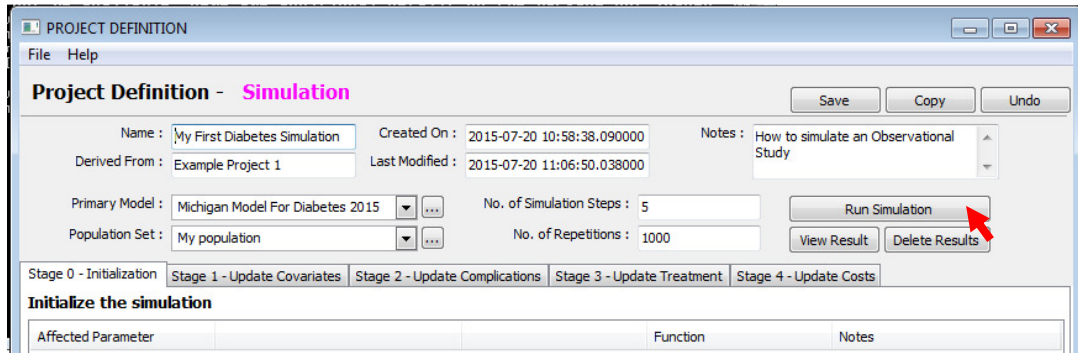 PROJECT DEFINITION
File Help
Project Definition - Simulation
Save Copy Undo
Name : My First Diabetes Simulation Created On : 2015-07-20 10:58:38.090000 Notes : How to simulate an Observational
Study
Derived From : Example Project 1 Last Modified : 2015-07-20 11:06:50.038000
Primary Model : Michigan Model For Diabetes 2015 ... No. of Simulation Steps : 5 Run Simulation
Population Set : My population ... No. of Repetitions : 1000 View Result Delete Results
Stage 0 - Initialization Stage 1 - Update Covariates Stage 2 - Update Complications Stage 3 - Update Treatment Stage 4 - Update Costs
Initialize the simulation
Affected Parameter Function Notes